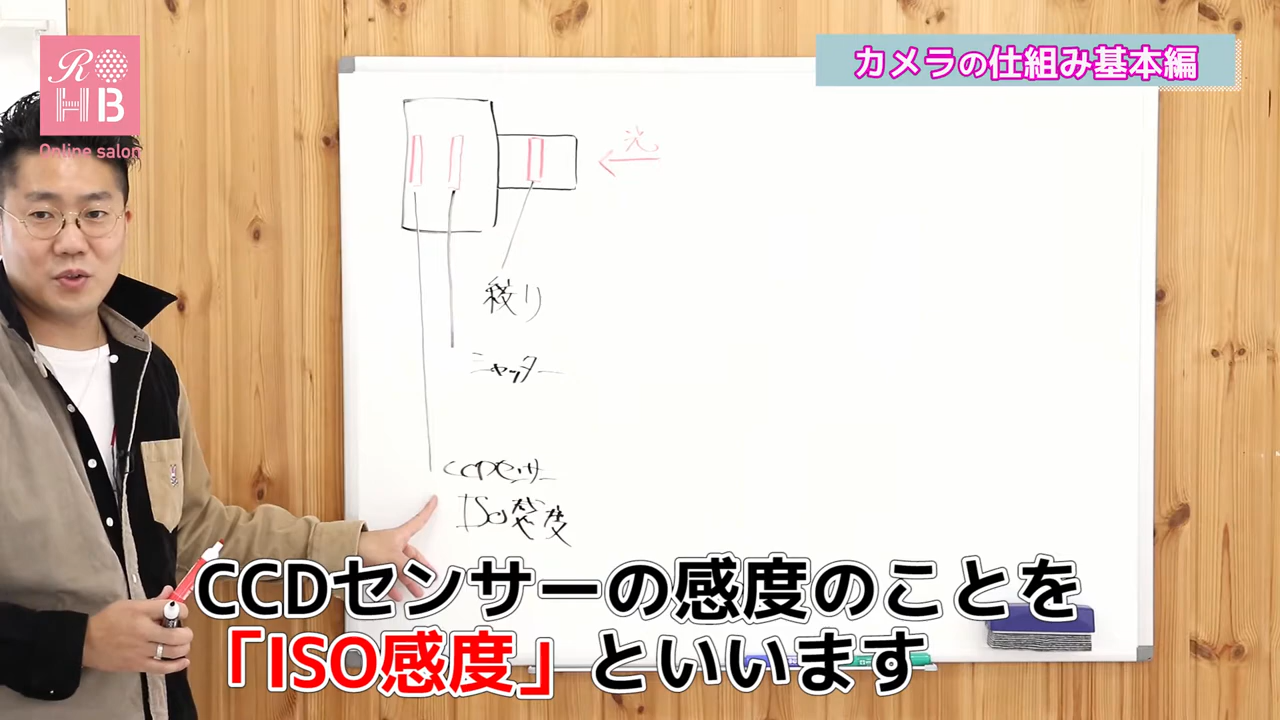 R
HB
Online salon
カメラの仕組み基本編
光
絞り
シャッター
CCDセンサー
ISO感度
CCDセンサーの感度のことを
「ISO感度」といいます